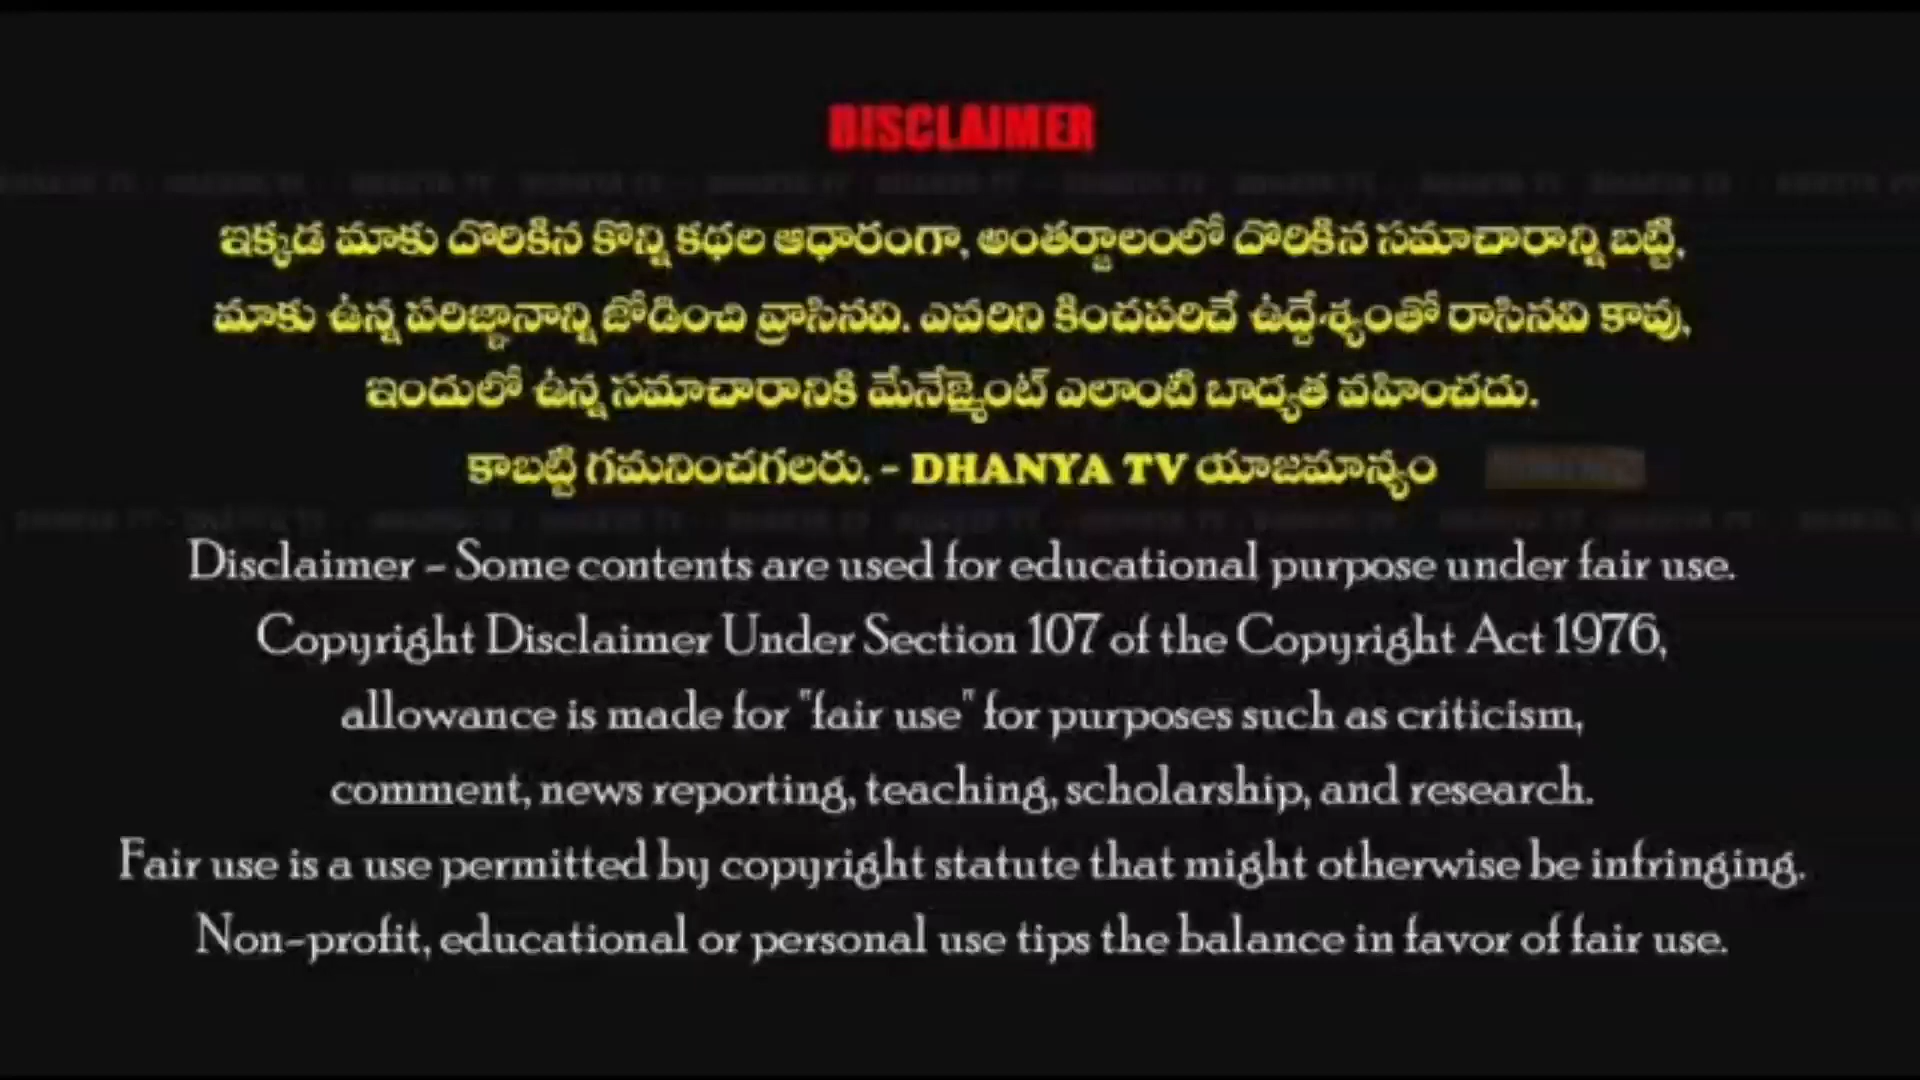 DISCLAIMER
ఇక్కడ మాకు దొరికిన కొన్ని కథల ఆధారంగా, అంతర్జాలంలో దొరికిన సమాచారాన్ని బట్టి,
మాకు ఉన్న పరిజ్ఞానాన్ని జోడించి వ్రాసినవి. ఎవరిని కించపరిచే ఉద్దేశ్యంతో రాసినవి కావు,
ఇందులో ఉన్న సమాచారానికి మేనేజ్మెంట్ ఎలాంటి బాద్యత వహించదు.
కాబట్టి గమనించగలరు. - DHANYA TV యాజమాన్యం
Disclaimer - Some contents are used for educational purpose under fair use.
Copyright Disclaimer Under Section 107 of the Copyright Act 1976,
allowance is made for "fair use" for purposes such as criticism,
comment, news reporting, teaching, scholarship, and research.
Fair use is a use permitted by copyright statute that might otherwise be infringing.
Non-profit, educational or personal use tips the balance in favor of fair use.